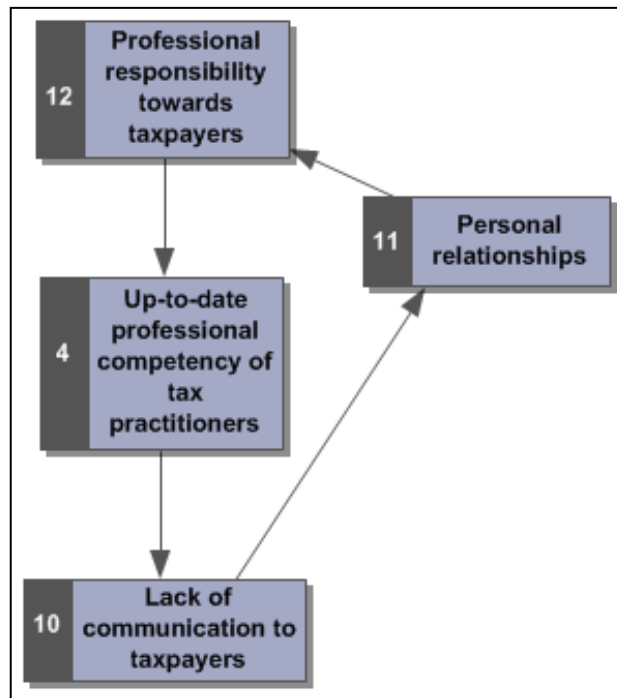 12
Professional
responsibility
towards
taxpayers
11
Personal
relationships
4
Up-to-date
professional
competency of
tax
practitioners
10
Lack of
communication to
taxpayers